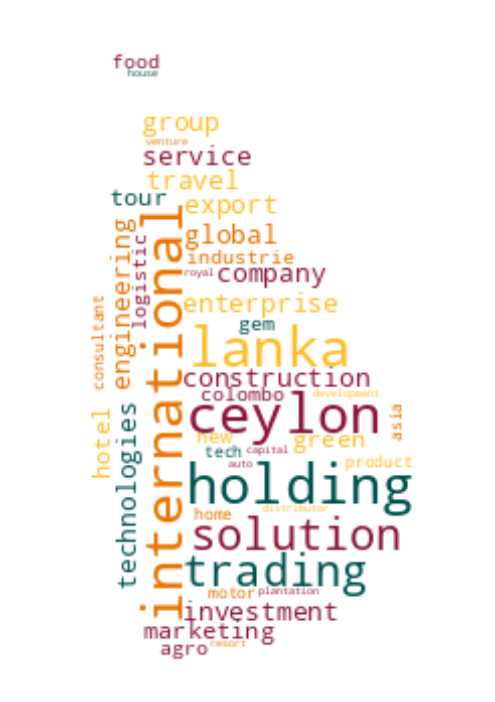 food
house
group
venture
service
travel
tour
export
international
engineering
logistic
global
industrie
royal
company
consultant
enterprise
gem
lanka
construction
colombo
development
ceylon
technologies
hotel
asia
new
green
tech
capital
auto
product
holding
distributor
home
solution
trading
motor
plantation
investment
marketing
agro
resort